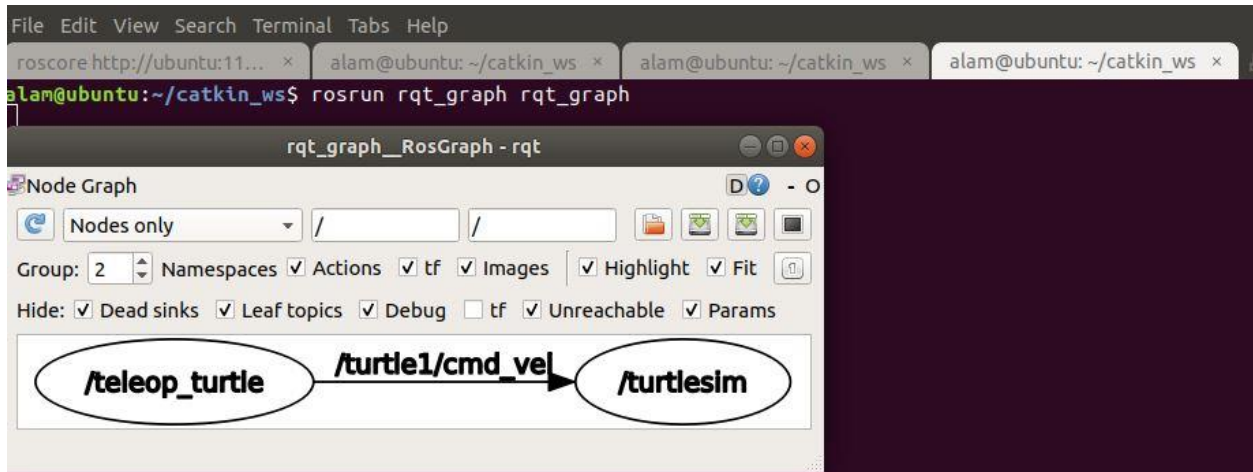 File Edit View Search Terminal Tabs Help
roscore http://ubuntu:11... × alam@ubuntu: ~/catkin_ws × alam@ubuntu: ~/catkin_ws × alam@ubuntu: ~/catkin_ws ×
alam@ubuntu:~/catkin_ws$ rosrun rqt_graph rqt_graph
rqt_graph__RosGraph - rqt
Node Graph D ? - O
Nodes only / /
Group: 2 Namespaces Actions tf Images Highlight Fit
Hide: Dead sinks Leaf topics Debug tf Unreachable Params
/teleop_turtle /turtle1/cmd_vel /turtlesim